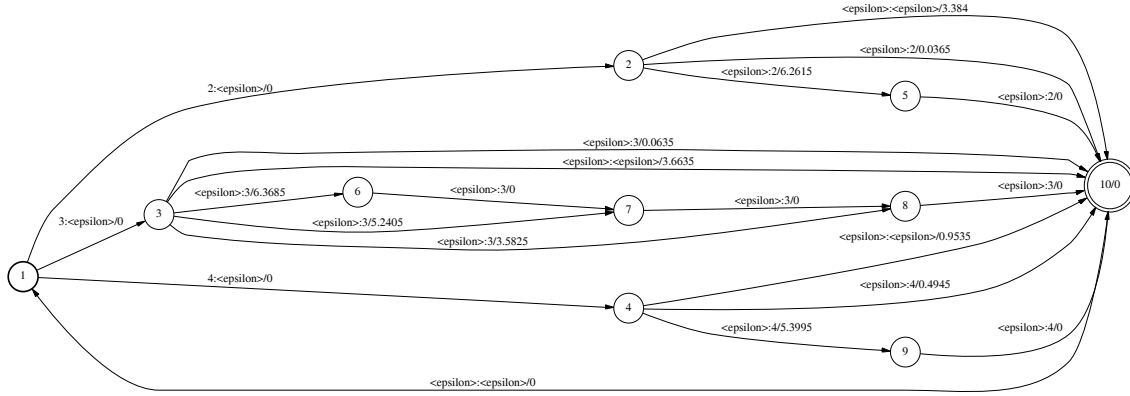 <epsilon>:<epsilon>/3.384
<epsilon>:2/0.0365
2
<epsilon>:2/6.2615
2:<epsilon>/0
5
<epsilon>:2/0
<epsilon>:3/0.0635
<epsilon>:<epsilon>/3.6635
10/0
<epsilon>:3/6.3685
6
<epsilon>:3/0
<epsilon>:3/0
8
<epsilon>:3/0
3
7
3:<epsilon>/0
<epsilon>:3/5.2405
<epsilon>:3/3.5825
<epsilon>:<epsilon>/0.9535
1
4:<epsilon>/0
<epsilon>:4/0.4945
4
<epsilon>:4/5.3995
9
<epsilon>:4/0
<epsilon>:<epsilon>/0